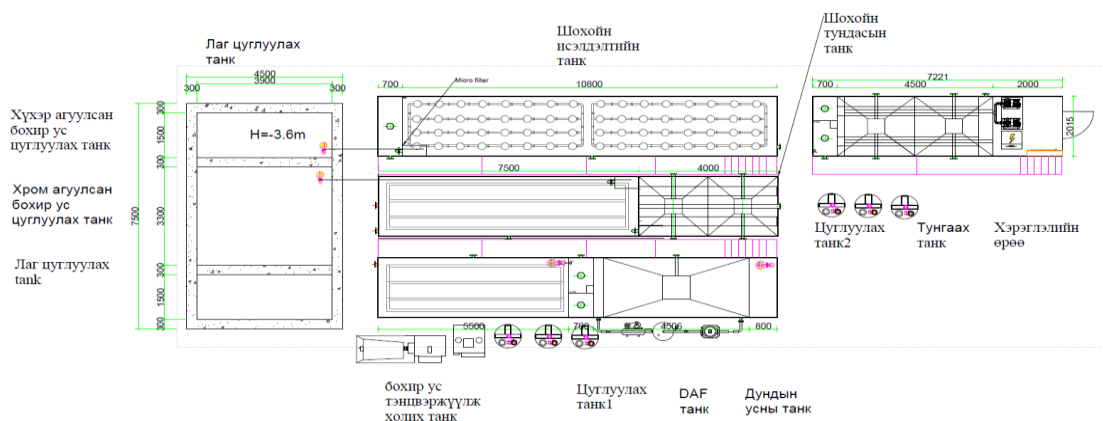 Лаг цуглуулах
танк
4500
3900
300
300
Хүхэр агуулсан
бохир ус
цуглуулах танк
Хром агуулсан
бохир ус
цуглуулах танк
Лаг цуглуулах
tank
7500
300
1500
300
3300
300
1500
300
H=-3.6m
Шохойн
исэлдэлтийн
танк
Шохойн
тундасын
танк
700
Micro filter
10800
7500
4000
700
7221
4500
2000
2015
Цуглуулах
танк2
Тунгаах
танк
Хэрэглэлийн
өрөө
5500
700
4506
800
бохир ус
тэнцвэржүүлж
холих танк
Цуглуулах
танк1
DAF
танк
Дундын
усны танк